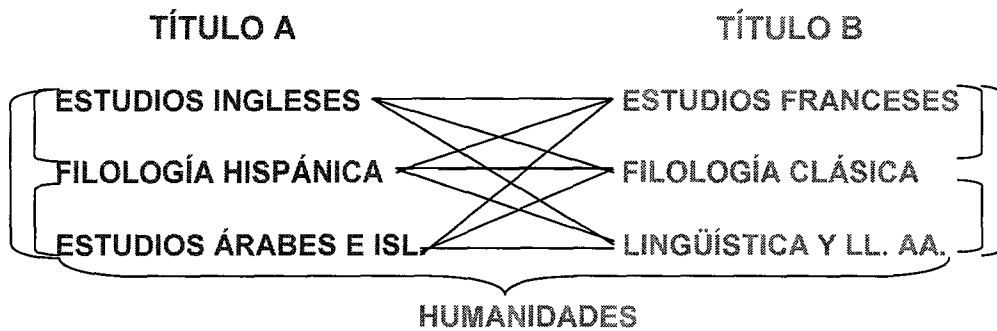 TÍTULO A TÍTULO B
ESTUDIOS INGLESES ESTUDIOS FRANCESES
FILOLOGÍA HISPÁNICA FILOLOGÍA CLÁSICA
ESTUDIOS ÁRABES E ISL. LINGÜÍSTICA Y LL. AA.
HUMANIDADES